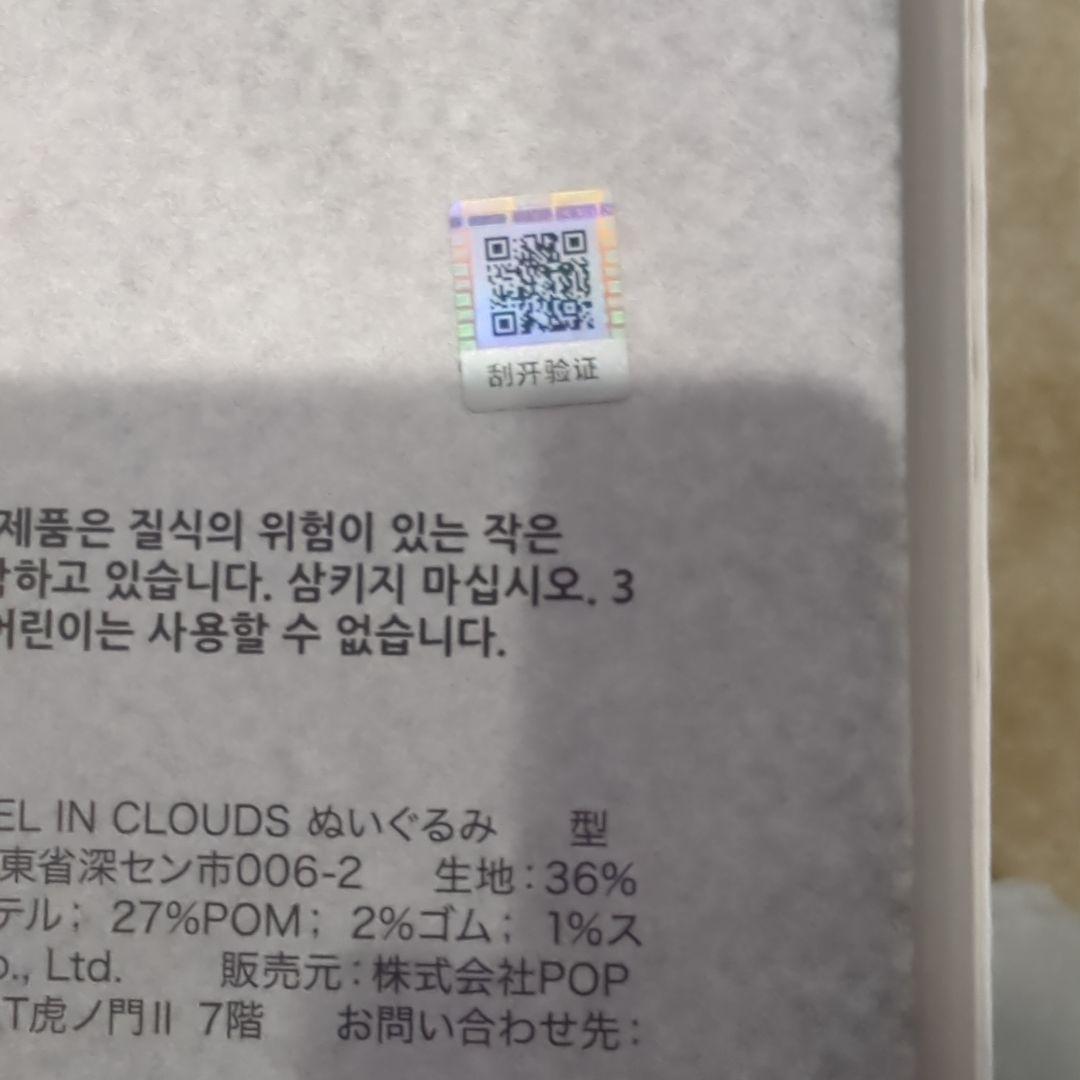 刮开验证
제품은 질식의 위험이 있는 작은
하고 있습니다. 삼키지 마십시오. 3
어린이는 사용할 수 없습니다.
EL IN CLOUDS ぬいぐるみ 型
東省深セン市006-2 生地:36%
テル; 27%POM; 2%ゴム; 1%ス
o., Ltd. 販売元:株式会社POP
T虎ノ門II 7階 お問い合わせ先: